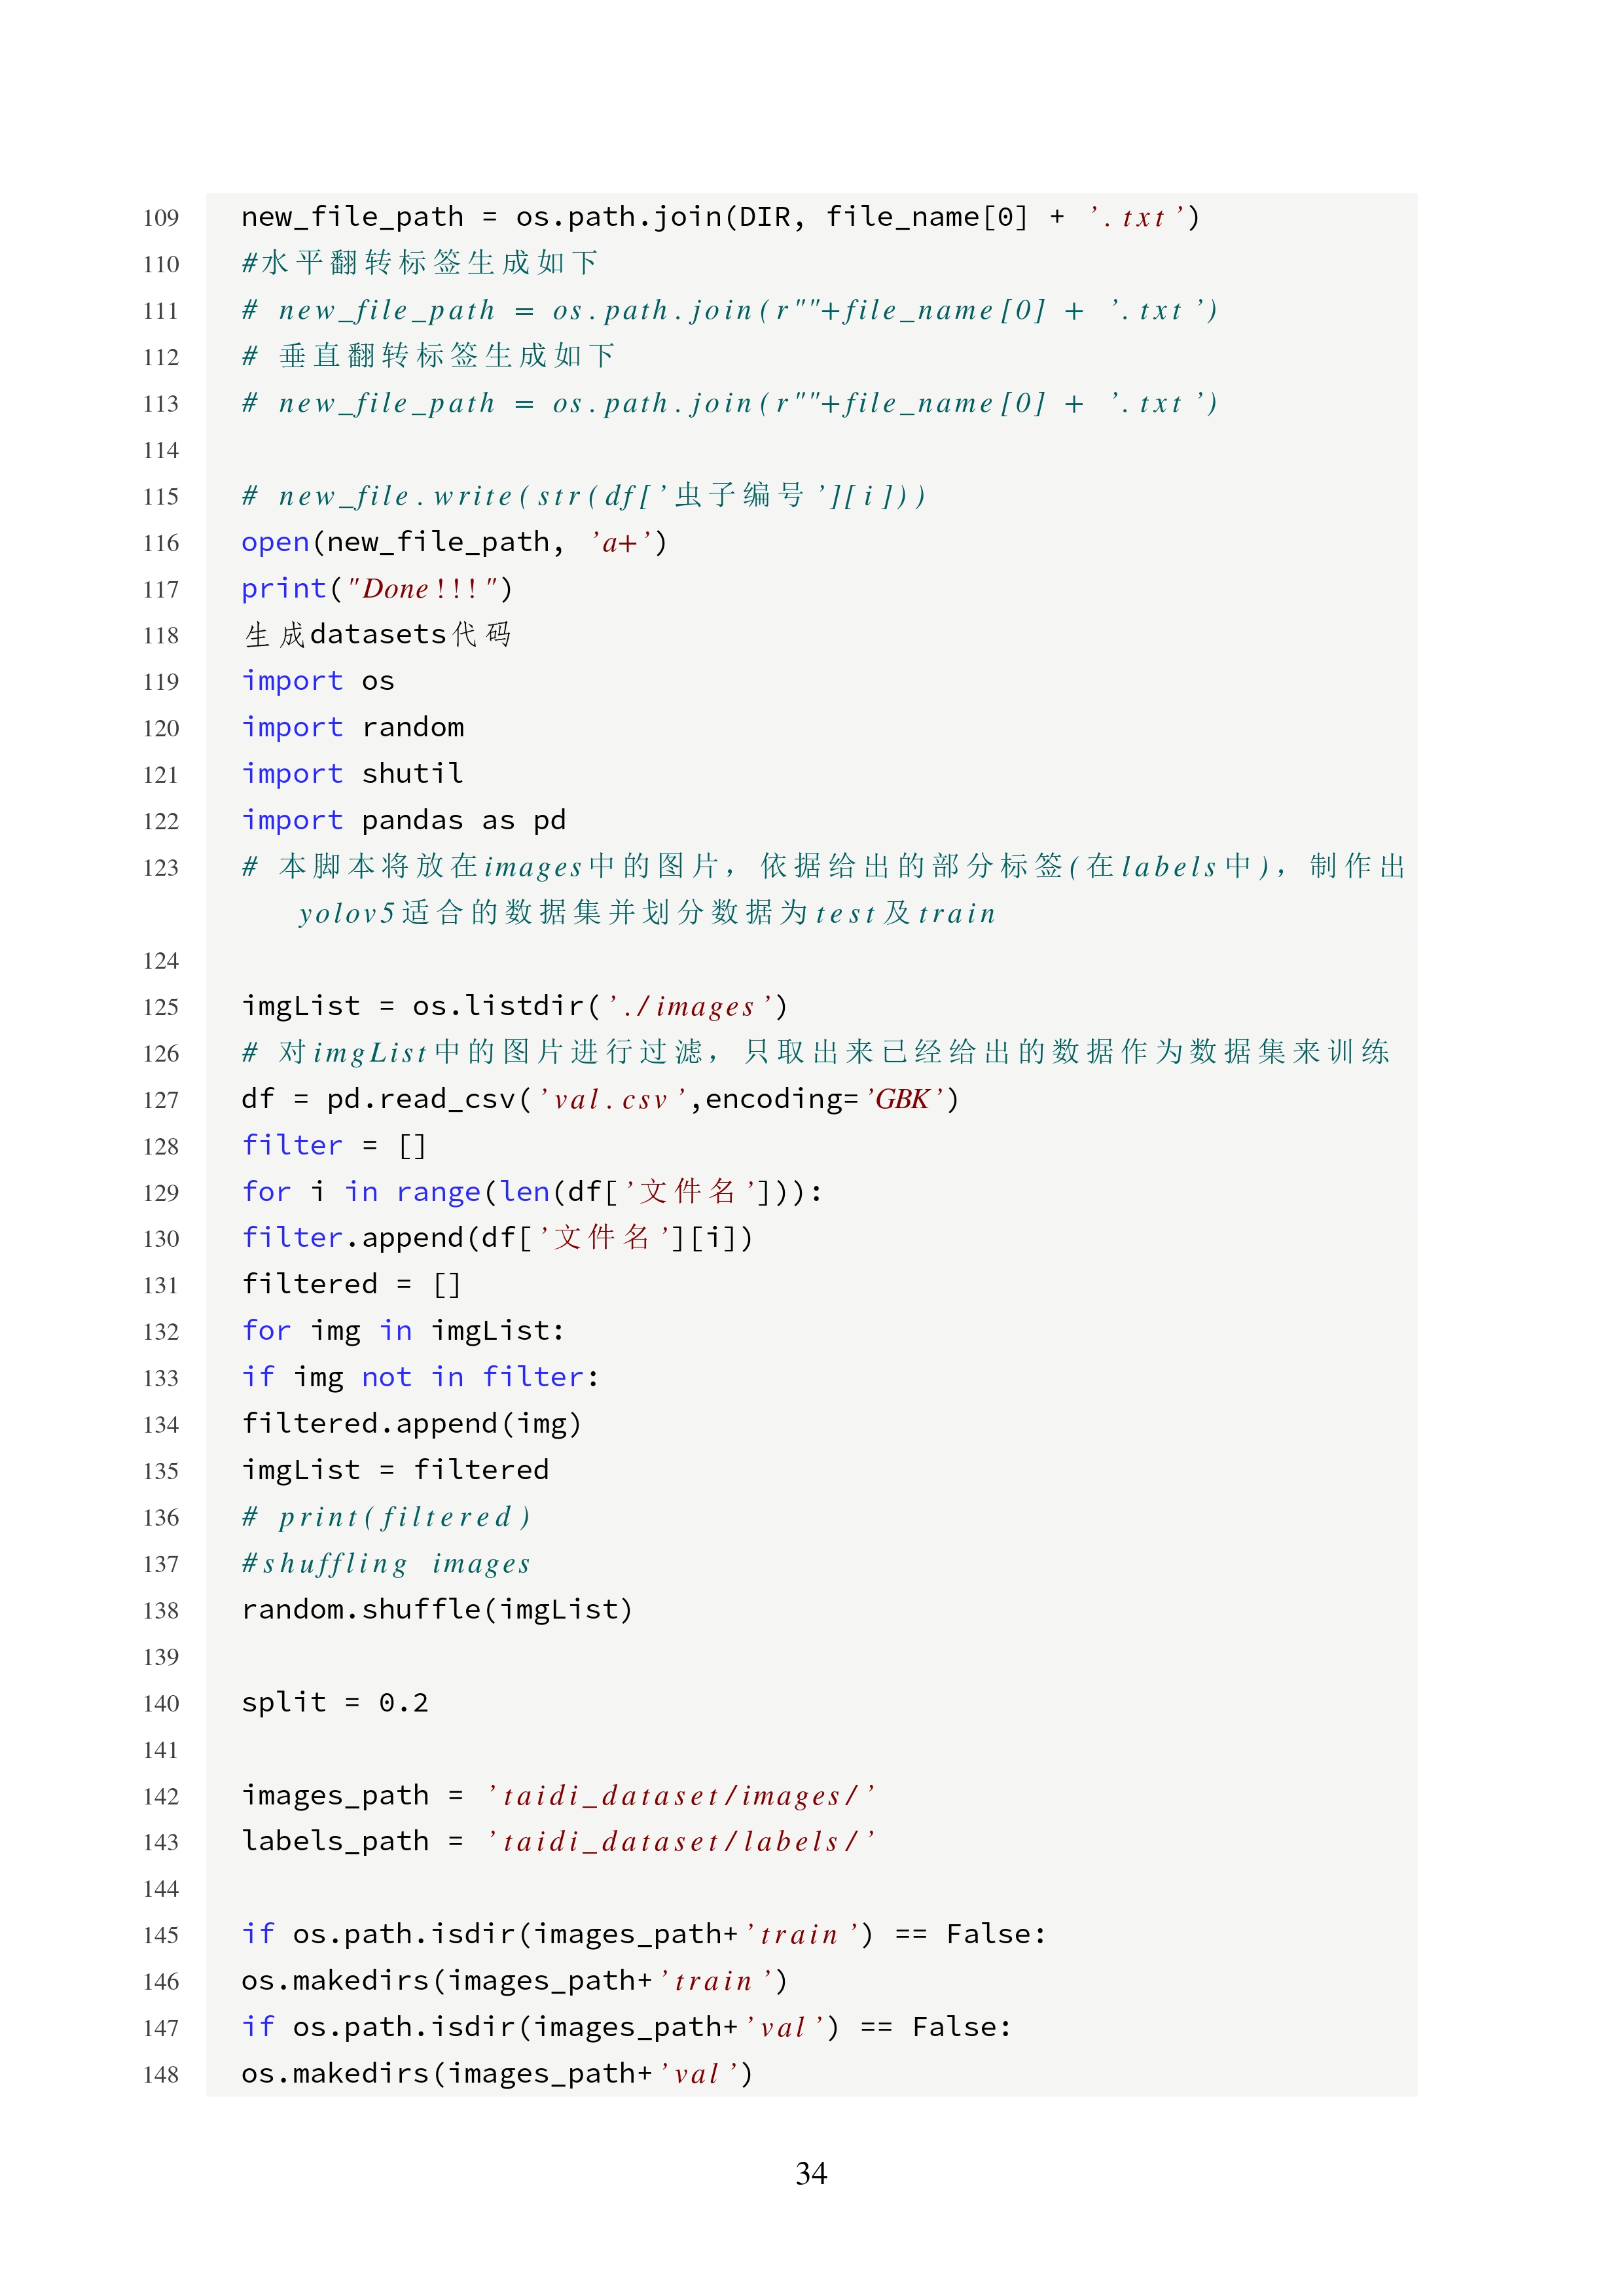 109 new_file_path = os.path.join(DIR, file_name[0] + '.txt')
110 #水平翻转标签生成如下
111 # new_file_path = os.path.join(r""+file_name[0] + '.txt')
112 # 垂直翻转标签生成如下
113 # new_file_path = os.path.join(r""+file_name[0] + '.txt')
114
115 # new_file.write(str(df['虫子编号'][i]))
116 open(new_file_path, 'a+')
117 print("Done!!!")
118 生成datasets代码
119 import os
120 import random
121 import shutil
122 import pandas as pd
123 # 本脚本将放在images中的图片，依据给出的部分标签(在labels中)，制作出
yolov5适合的数据集并划分数据为test及train
124
125 imgList = os.listdir('./images')
126 # 对imgList中的图片进行过滤，只取出来已经给出的数据作为数据集来训练
127 df = pd.read_csv('val.csv',encoding='GBK')
128 filter = []
129 for i in range(len(df['文件名'])):
130 filter.append(df['文件名'][i])
131 filtered = []
132 for img in imgList:
133 if img not in filter:
134 filtered.append(img)
135 imgList = filtered
136 # print(filtered)
137 #shuffling images
138 random.shuffle(imgList)
139
140 split = 0.2
141
142 images_path = 'taidi_dataset/images/'
143 labels_path = 'taidi_dataset/labels/'
144
145 if os.path.isdir(images_path+'train') == False:
146 os.makedirs(images_path+'train')
147 if os.path.isdir(images_path+'val') == False:
148 os.makedirs(images_path+'val')
34